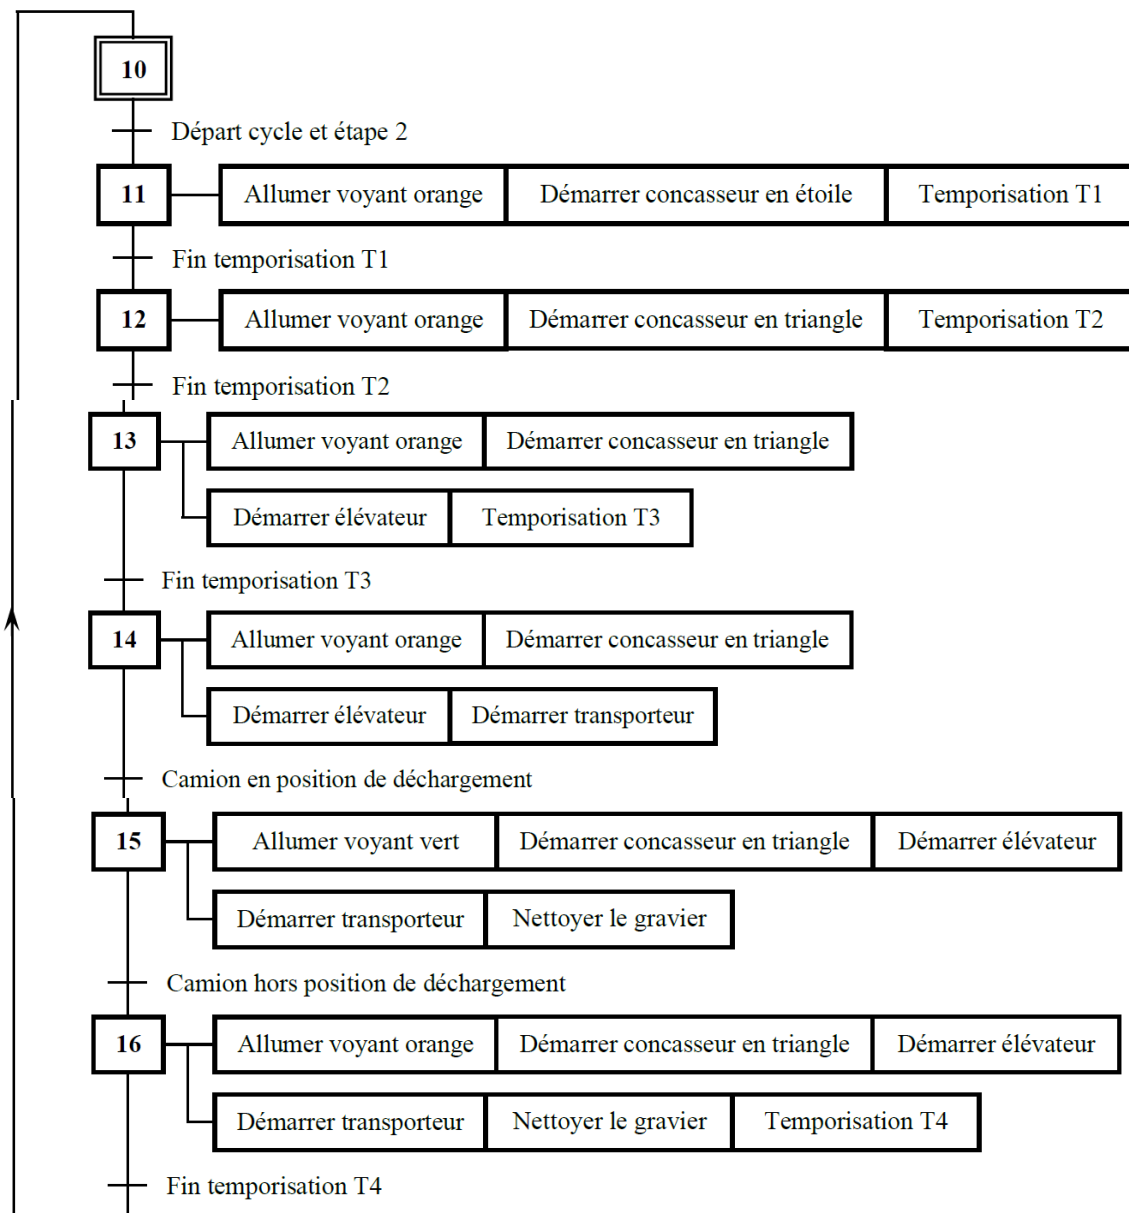 10
Départ cycle et étape 2
11 Allumer voyant orange Démarrer concasseur en étoile Temporisation T1
Fin temporisation T1
12 Allumer voyant orange Démarrer concasseur en triangle Temporisation T2
Fin temporisation T2
13 Allumer voyant orange Démarrer concasseur en triangle
Démarrer élévateur Temporisation T3
Fin temporisation T3
14 Allumer voyant orange Démarrer concasseur en triangle
Démarrer élévateur Démarrer transporteur
Camion en position de déchargement
15 Allumer voyant vert Démarrer concasseur en triangle Démarrer élévateur
Démarrer transporteur Nettoyer le gravier
Camion hors position de déchargement
16 Allumer voyant orange Démarrer concasseur en triangle Démarrer élévateur
Démarrer transporteur Nettoyer le gravier Temporisation T4
Fin temporisation T4